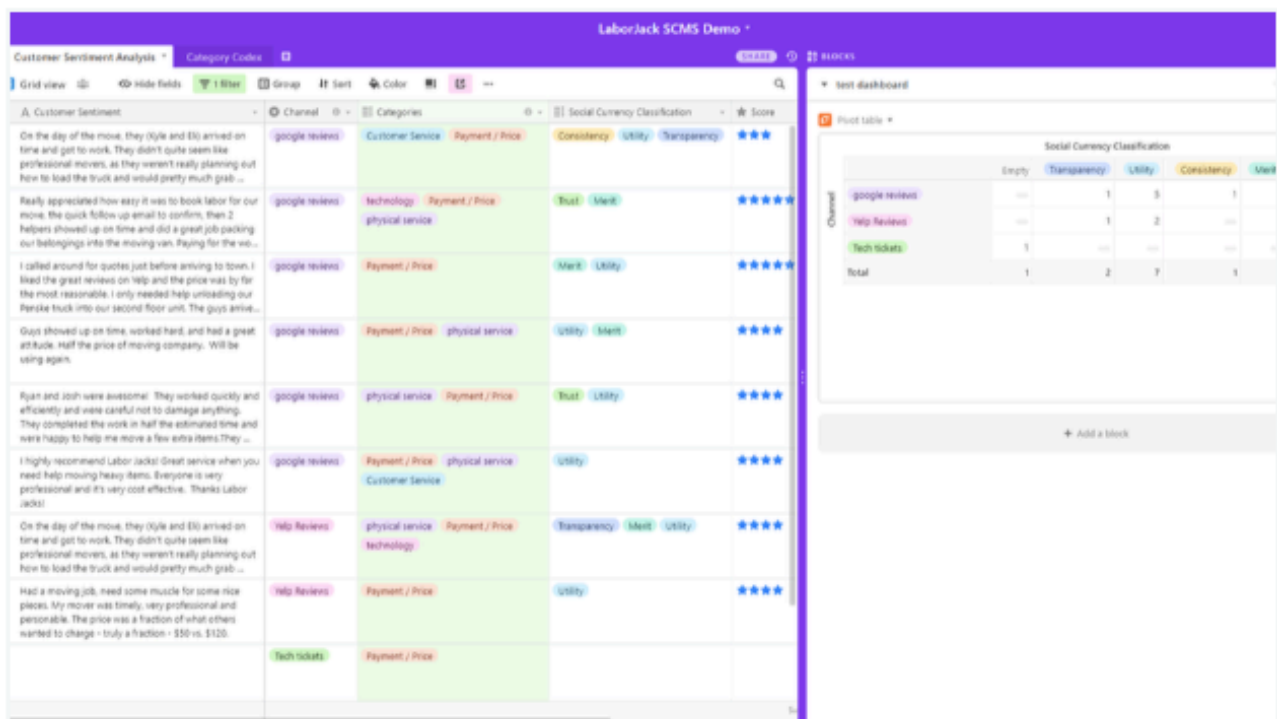 LaborJack SCMS Demo
Customer Sentiment Analysis
Category Codex
SHARE
BLOCKS
Grid view
Hide fields
1 filter
Group
Sort
Color
test dashboard
Customer Sentiment
Channel
Categories
Social Currency Classification
Score
On the day of the move, they (Kyle and Eli) arrived on
time and got to work. They didn't quite seem like
professional movers, as they weren't really planning out
how to load the truck and would pretty much grab ...
google reviews
Customer Service Payment / Price
Consistency Utility Transparency
Really appreciated how easy it was to book labor for our
move, the quick follow up email to confirm, then 2
helpers showed up on time and did a great job packing
our belongings into the moving van. Paying for the wo...
google reviews
technology Payment / Price
physical service
Trust Merit
I called around for quotes just before arriving to town. I
liked the great reviews on Yelp and the price was by far
the most reasonable. I only needed help unloading our
Penske truck into our second floor unit. The guys arrive...
google reviews
Payment / Price
Merit Utility
Guys showed up on time, worked hard, and had a great
attitude. Half the price of moving company. Will be
using again.
google reviews
Payment / Price physical service
Utility Merit
Ryan and Josh were awesome! They worked quickly and
efficiently and were careful not to damage anything.
They completed the work in half the estimated time and
were happy to help me move a few extra items.They ...
google reviews
physical service Payment / Price
Trust Utility
I highly recommend Labor Jacks! Great service when you
need help moving heavy items. Everyone is very
professional and it's very cost effective. Thanks Labor
Jacks!
google reviews
Payment / Price physical service
Customer Service
Utility
On the day of the move, they (Kyle and Eli) arrived on
time and got to work. They didn't quite seem like
professional movers, as they weren't really planning out
how to load the truck and would pretty much grab ...
Yelp Reviews
physical service Payment / Price
technology
Transparency Merit Utility
Had a moving job, need some muscle for some nice
pieces. My mover was timely, very professional and
personable. The price was a fraction of what others
wanted to charge - truly a fraction - $50 vs. $120.
Yelp Reviews
Payment / Price
Utility
Tech tickets
Payment / Price
Pivot table
Social Currency Classification
Channel
Empty Transparency Utility Consistency Merit
google reviews — 1 5 1
Yelp Reviews — 1 2 —
Tech tickets 1 — — —
Total 1 2 7 1
+ Add a block